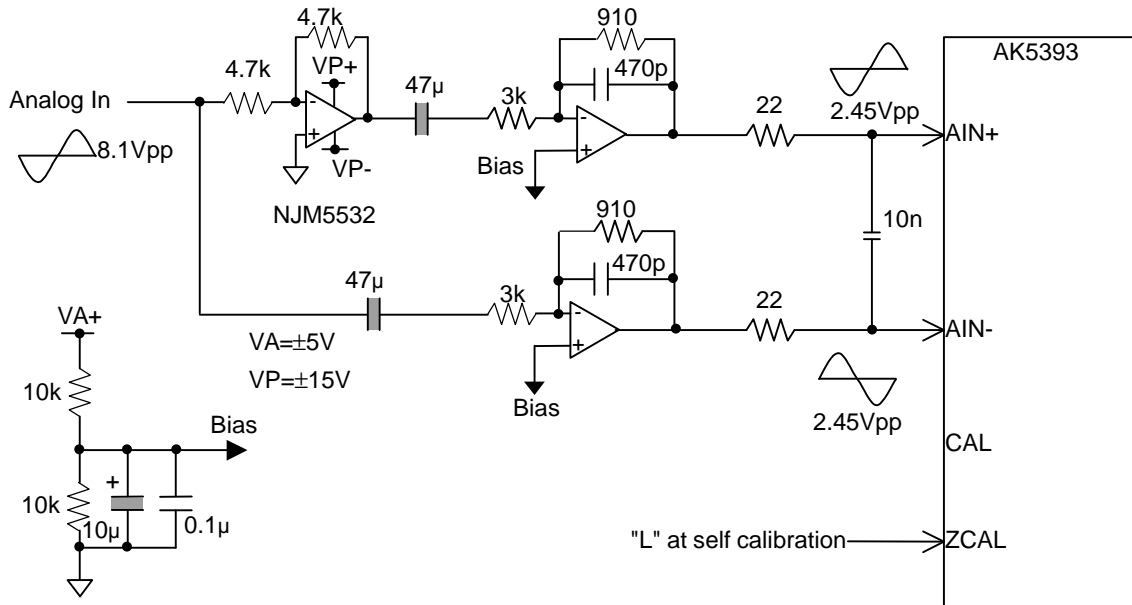 4.7k
910
AK5393
4.7k
VP+
47µ
470p
2.45Vpp
Analog In
3k
22
-
-
AIN+
8.1Vpp
+
+
VP-
Bias
NJM5532
910
10n
470p
47µ
3k
22
VA+
-
AIN-
VA=±5V
+
10k
VP=±15V
Bias
Bias
2.45Vpp
CAL
+
10k
10µ
0.1µ
"L" at self calibration
ZCAL